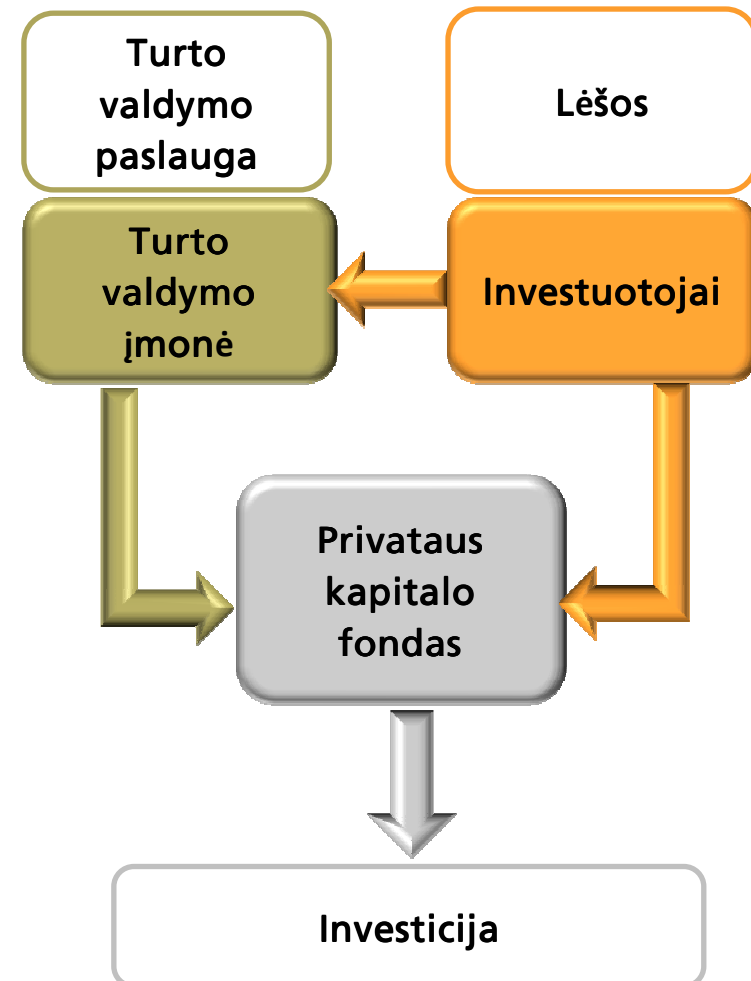 Turto
valdymo
paslauga
Lėšos
Turto
valdymo
įmonė
Investuotojai
Privataus
kapitalo
fondas
Investicija